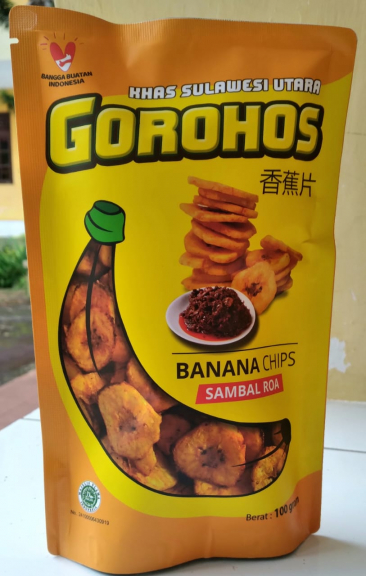 BANGGA BUATAN
INDONESIA
KHAS SULAWESI UTARA
GOROHOS
香蕉片
BANANA CHIPS
SAMBAL ROA
Berat : 100 gram